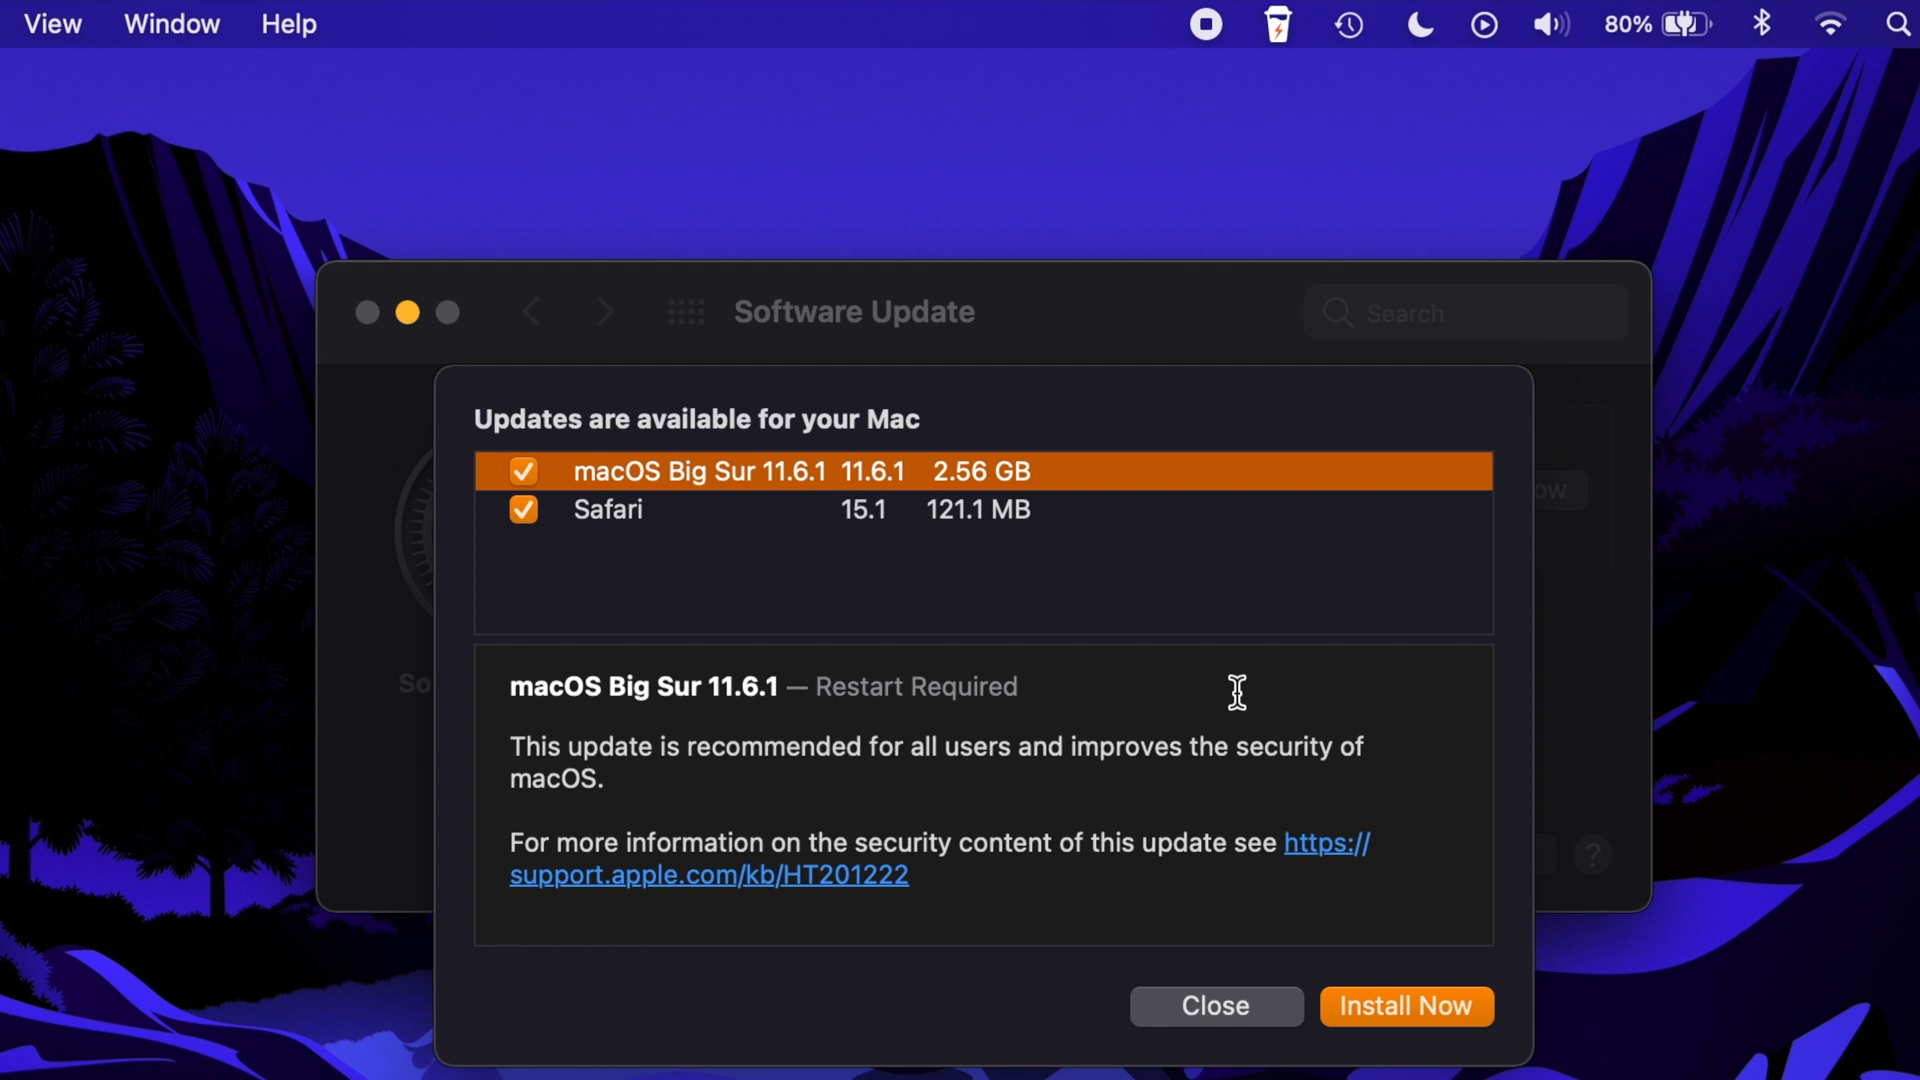 View Window Help 80%
Software Update Search
Updates are available for your Mac
macOS Big Sur 11.6.1 11.6.1 2.56 GB
Safari 15.1 121.1 MB
ow
So
macOS Big Sur 11.6.1 — Restart Required
This update is recommended for all users and improves the security of
macOS.
For more information on the security content of this update see https://
support.apple.com/kb/HT201222
?
Close Install Now